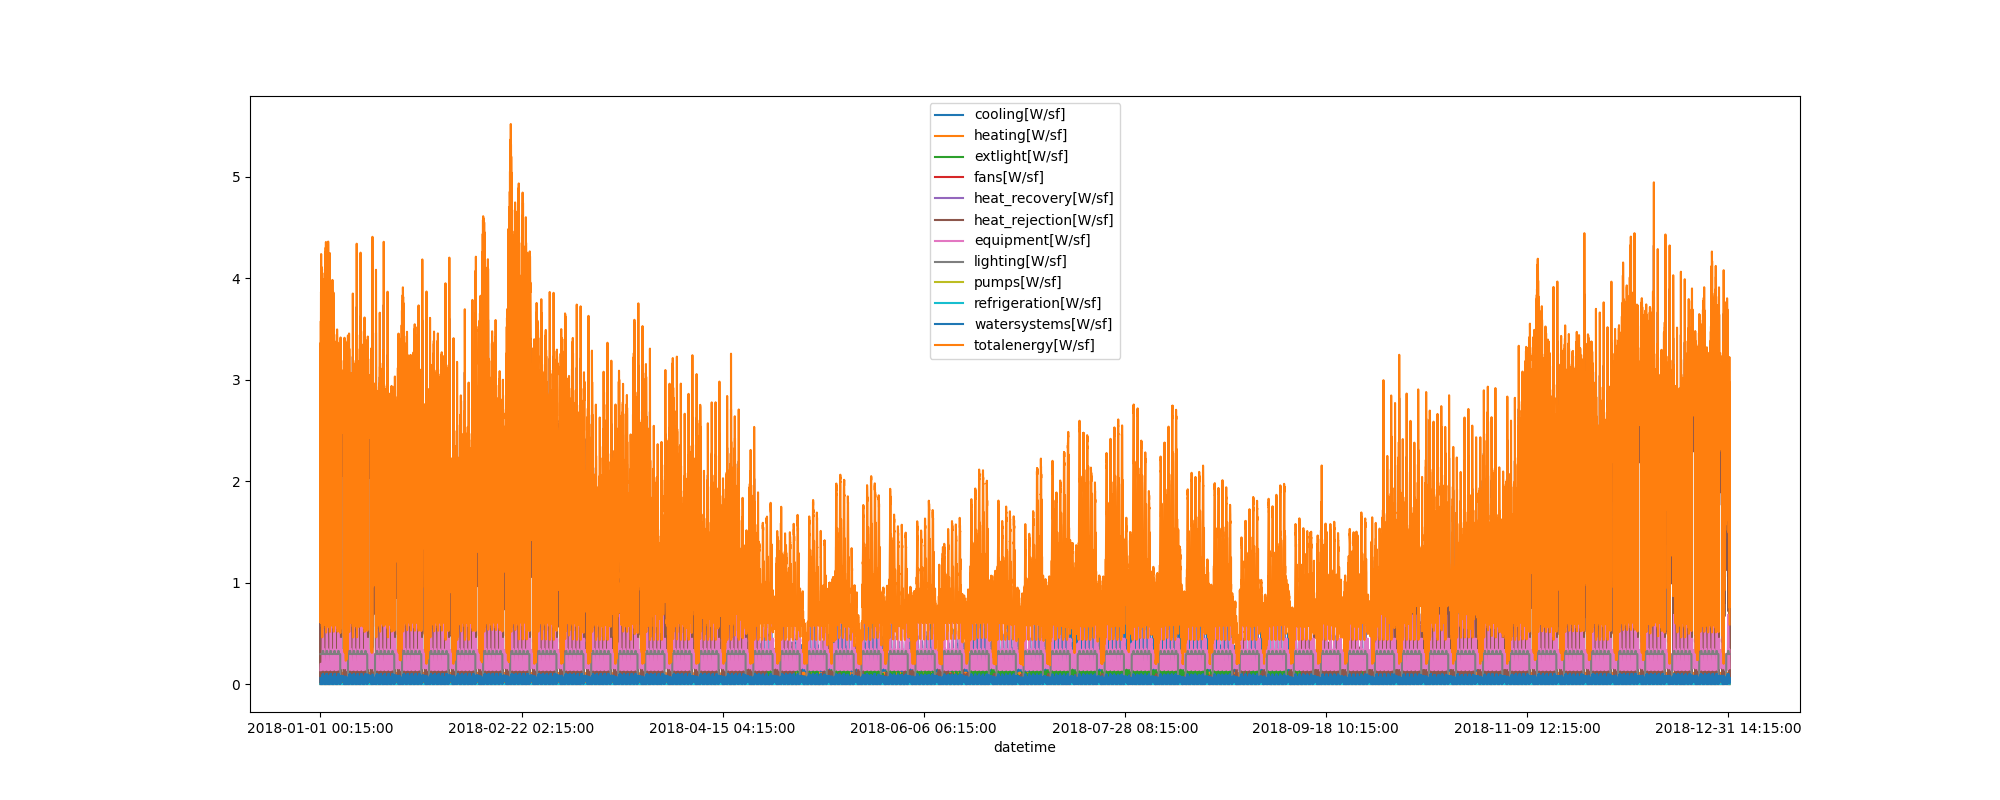 cooling[W/sf]
heating[W/sf]
extlight[W/sf]
fans[W/sf]
heat_recovery[W/sf]
heat_rejection[W/sf]
equipment[W/sf]
lighting[W/sf]
pumps[W/sf]
refrigeration[W/sf]
watersystems[W/sf]
totalenergy[W/sf]
5
4
3
2
1
0
2018-01-01 00:15:00 2018-02-22 02:15:00 2018-04-15 04:15:00 2018-06-06 06:15:00 2018-07-28 08:15:00 2018-09-18 10:15:00 2018-11-09 12:15:00 2018-12-31 14:15:00
datetime